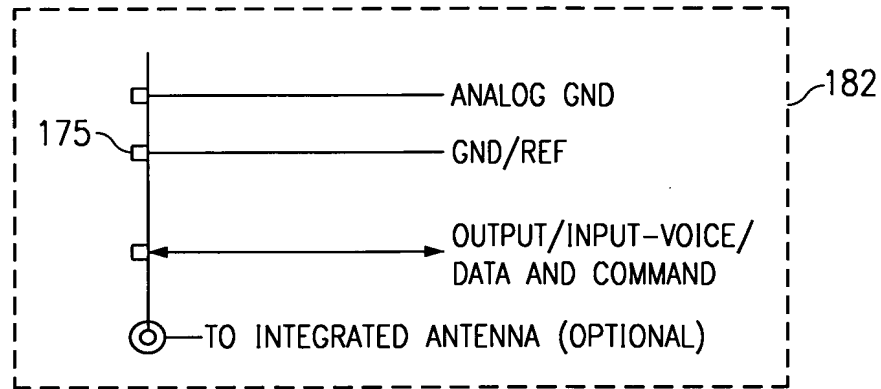 ANALOG GND
182
175
GND/REF
OUTPUT/INPUT-VOICE/
DATA AND COMMAND
TO INTEGRATED ANTENNA (OPTIONAL)